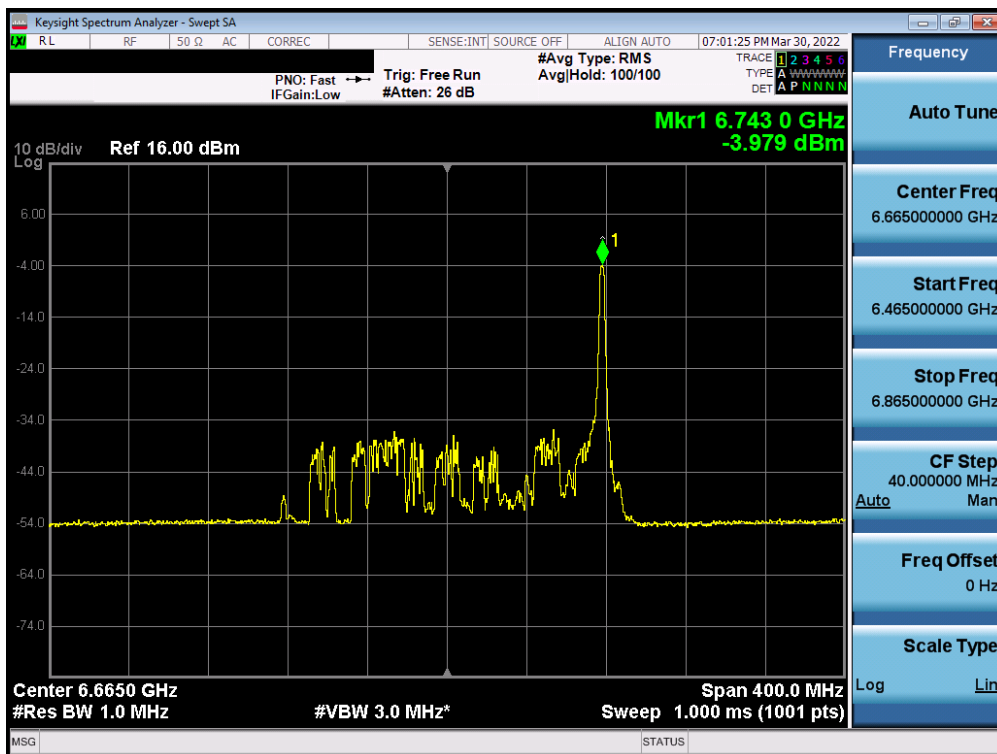 Keysight Spectrum Analyzer - Swept SA
LXI RL RF 50 Ω AC CORREC SENSE:INT SOURCE OFF ALIGN AUTO 07:01:25 PM Mar 30, 2022
PNO: Fast
IFGain:Low
Trig: Free Run
#Atten: 26 dB
#Avg Type: RMS
Avg|Hold: 100/100
TRACE 1 2 3 4 5 6
TYPE A WWWWW
DET A P N N N N
Mkr1 6.743 0 GHz
-3.979 dBm
10 dB/div
Log
Ref 16.00 dBm
6.00
-4.00
-14.0
-24.0
-34.0
-44.0
-54.0
-64.0
-74.0
1
Center 6.6650 GHz
Span 400.0 MHz
#Res BW 1.0 MHz
#VBW 3.0 MHz*
Sweep 1.000 ms (1001 pts)
MSG
STATUS
Frequency
Auto Tune
Center Freq
6.665000000 GHz
Start Freq
6.465000000 GHz
Stop Freq
6.865000000 GHz
CF Step
40.000000 MHz
Auto Man
Freq Offset
0 Hz
Scale Type
Log Lin